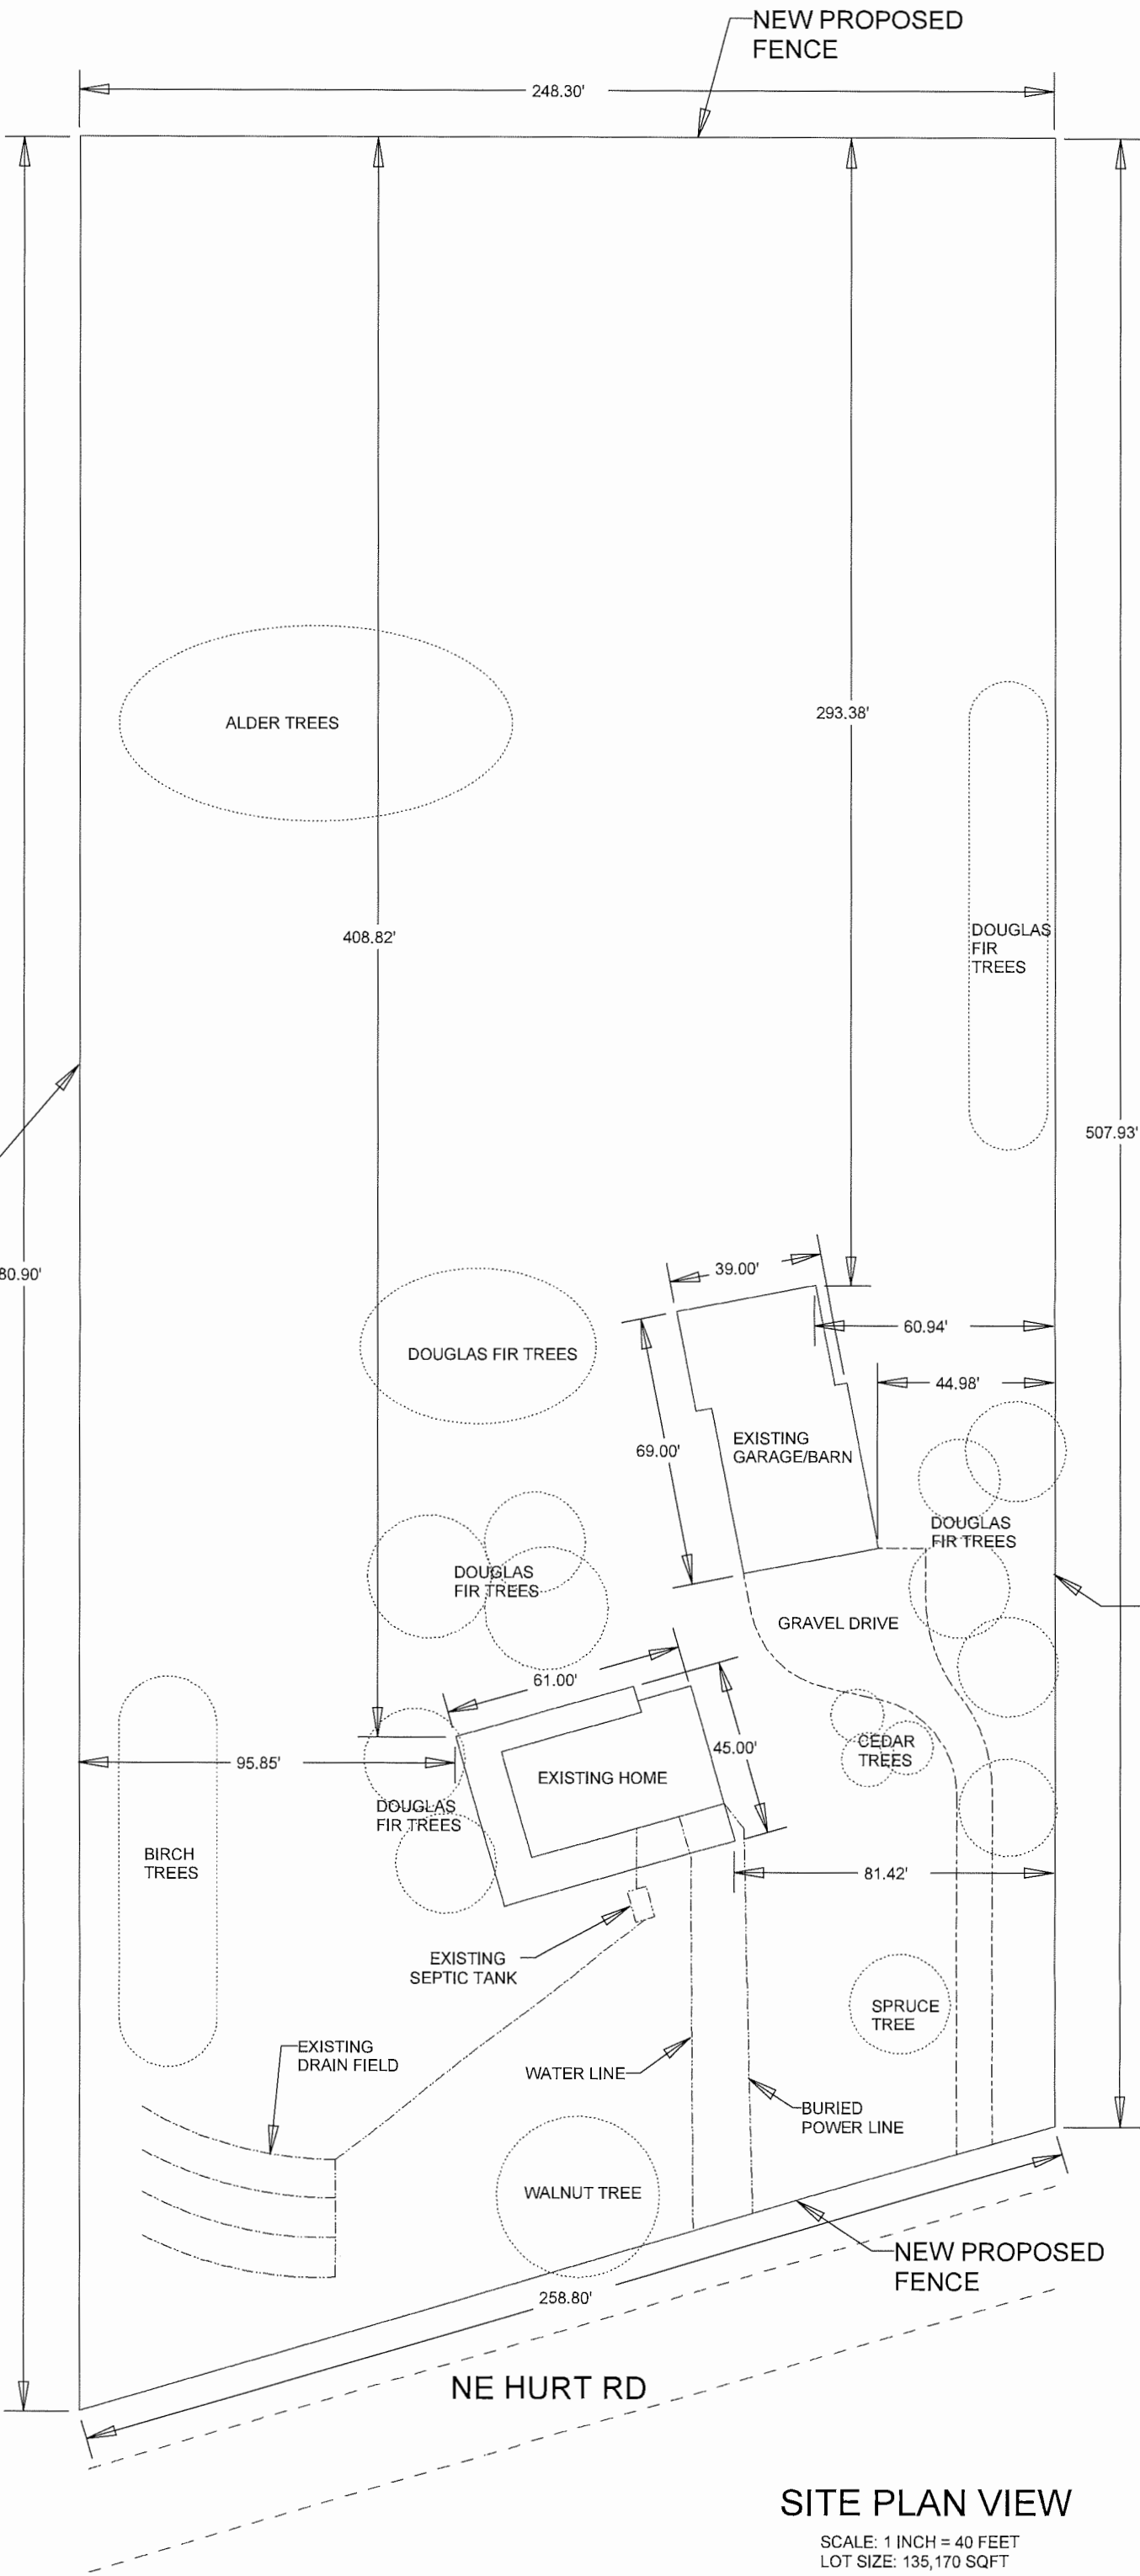 NEW PROPOSED
FENCE
248.30'
ALDER TREES
293.38'
408.82'
DOUGLAS
FIR
TREES
507.93'
80.90'
39.00'
60.94'
DOUGLAS FIR TREES
44.98'
69.00'
EXISTING
GARAGE/BARN
DOUGLAS
FIR TREES
DOUGLAS
FIR TREES
GRAVEL DRIVE
61.00'
45.00'
CEDAR
TREES
95.85'
EXISTING HOME
DOUGLAS
FIR TREES
BIRCH
TREES
81.42'
EXISTING
SEPTIC TANK
SPRUCE
TREE
EXISTING
DRAIN FIELD
WATER LINE
BURIED
POWER LINE
WALNUT TREE
NEW PROPOSED
FENCE
258.80'
NE HURT RD
SITE PLAN VIEW
SCALE: 1 INCH = 40 FEET
LOT SIZE: 135,170 SQFT